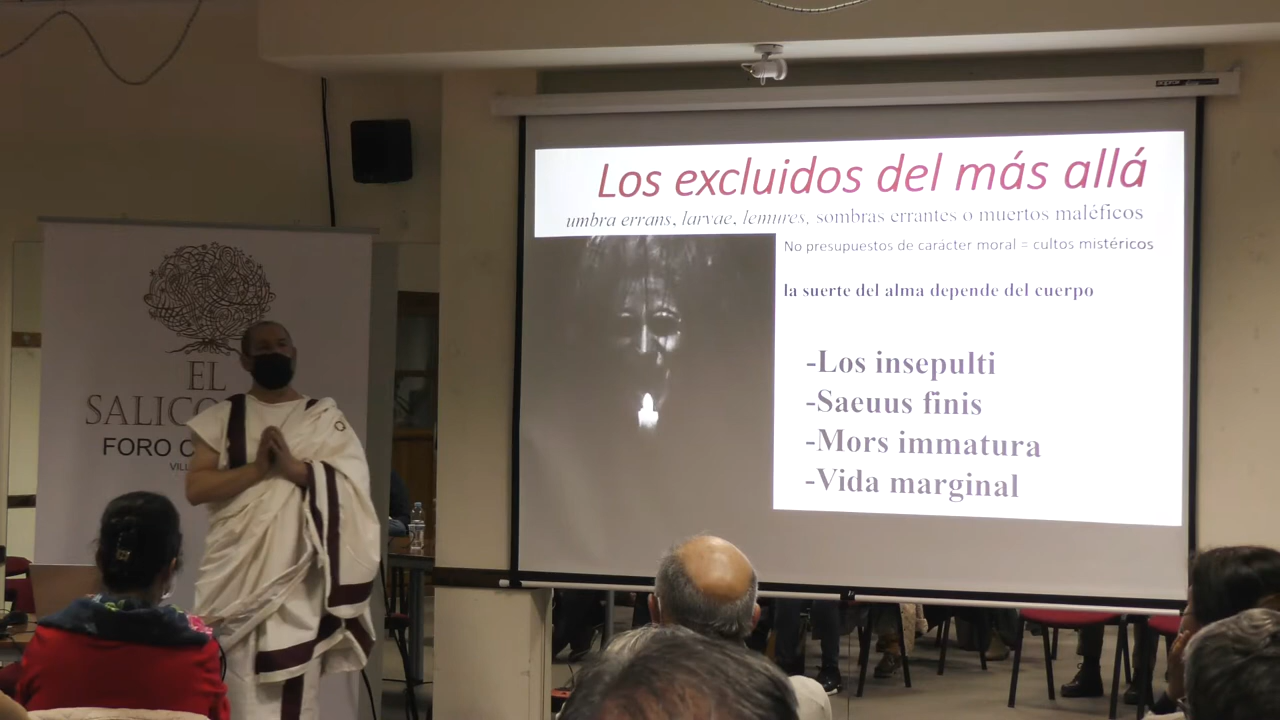 EL
SALICO
FORO C
VILL
Los excluidos del más allá
umbra errans, larvae, lemures, sombras errantes o muertos maléficos
No presupuestos de carácter moral = cultos mistéricos
la suerte del alma depende del cuerpo
-Los insepulti
-Saeuus finis
-Mors immatura
-Vida marginal